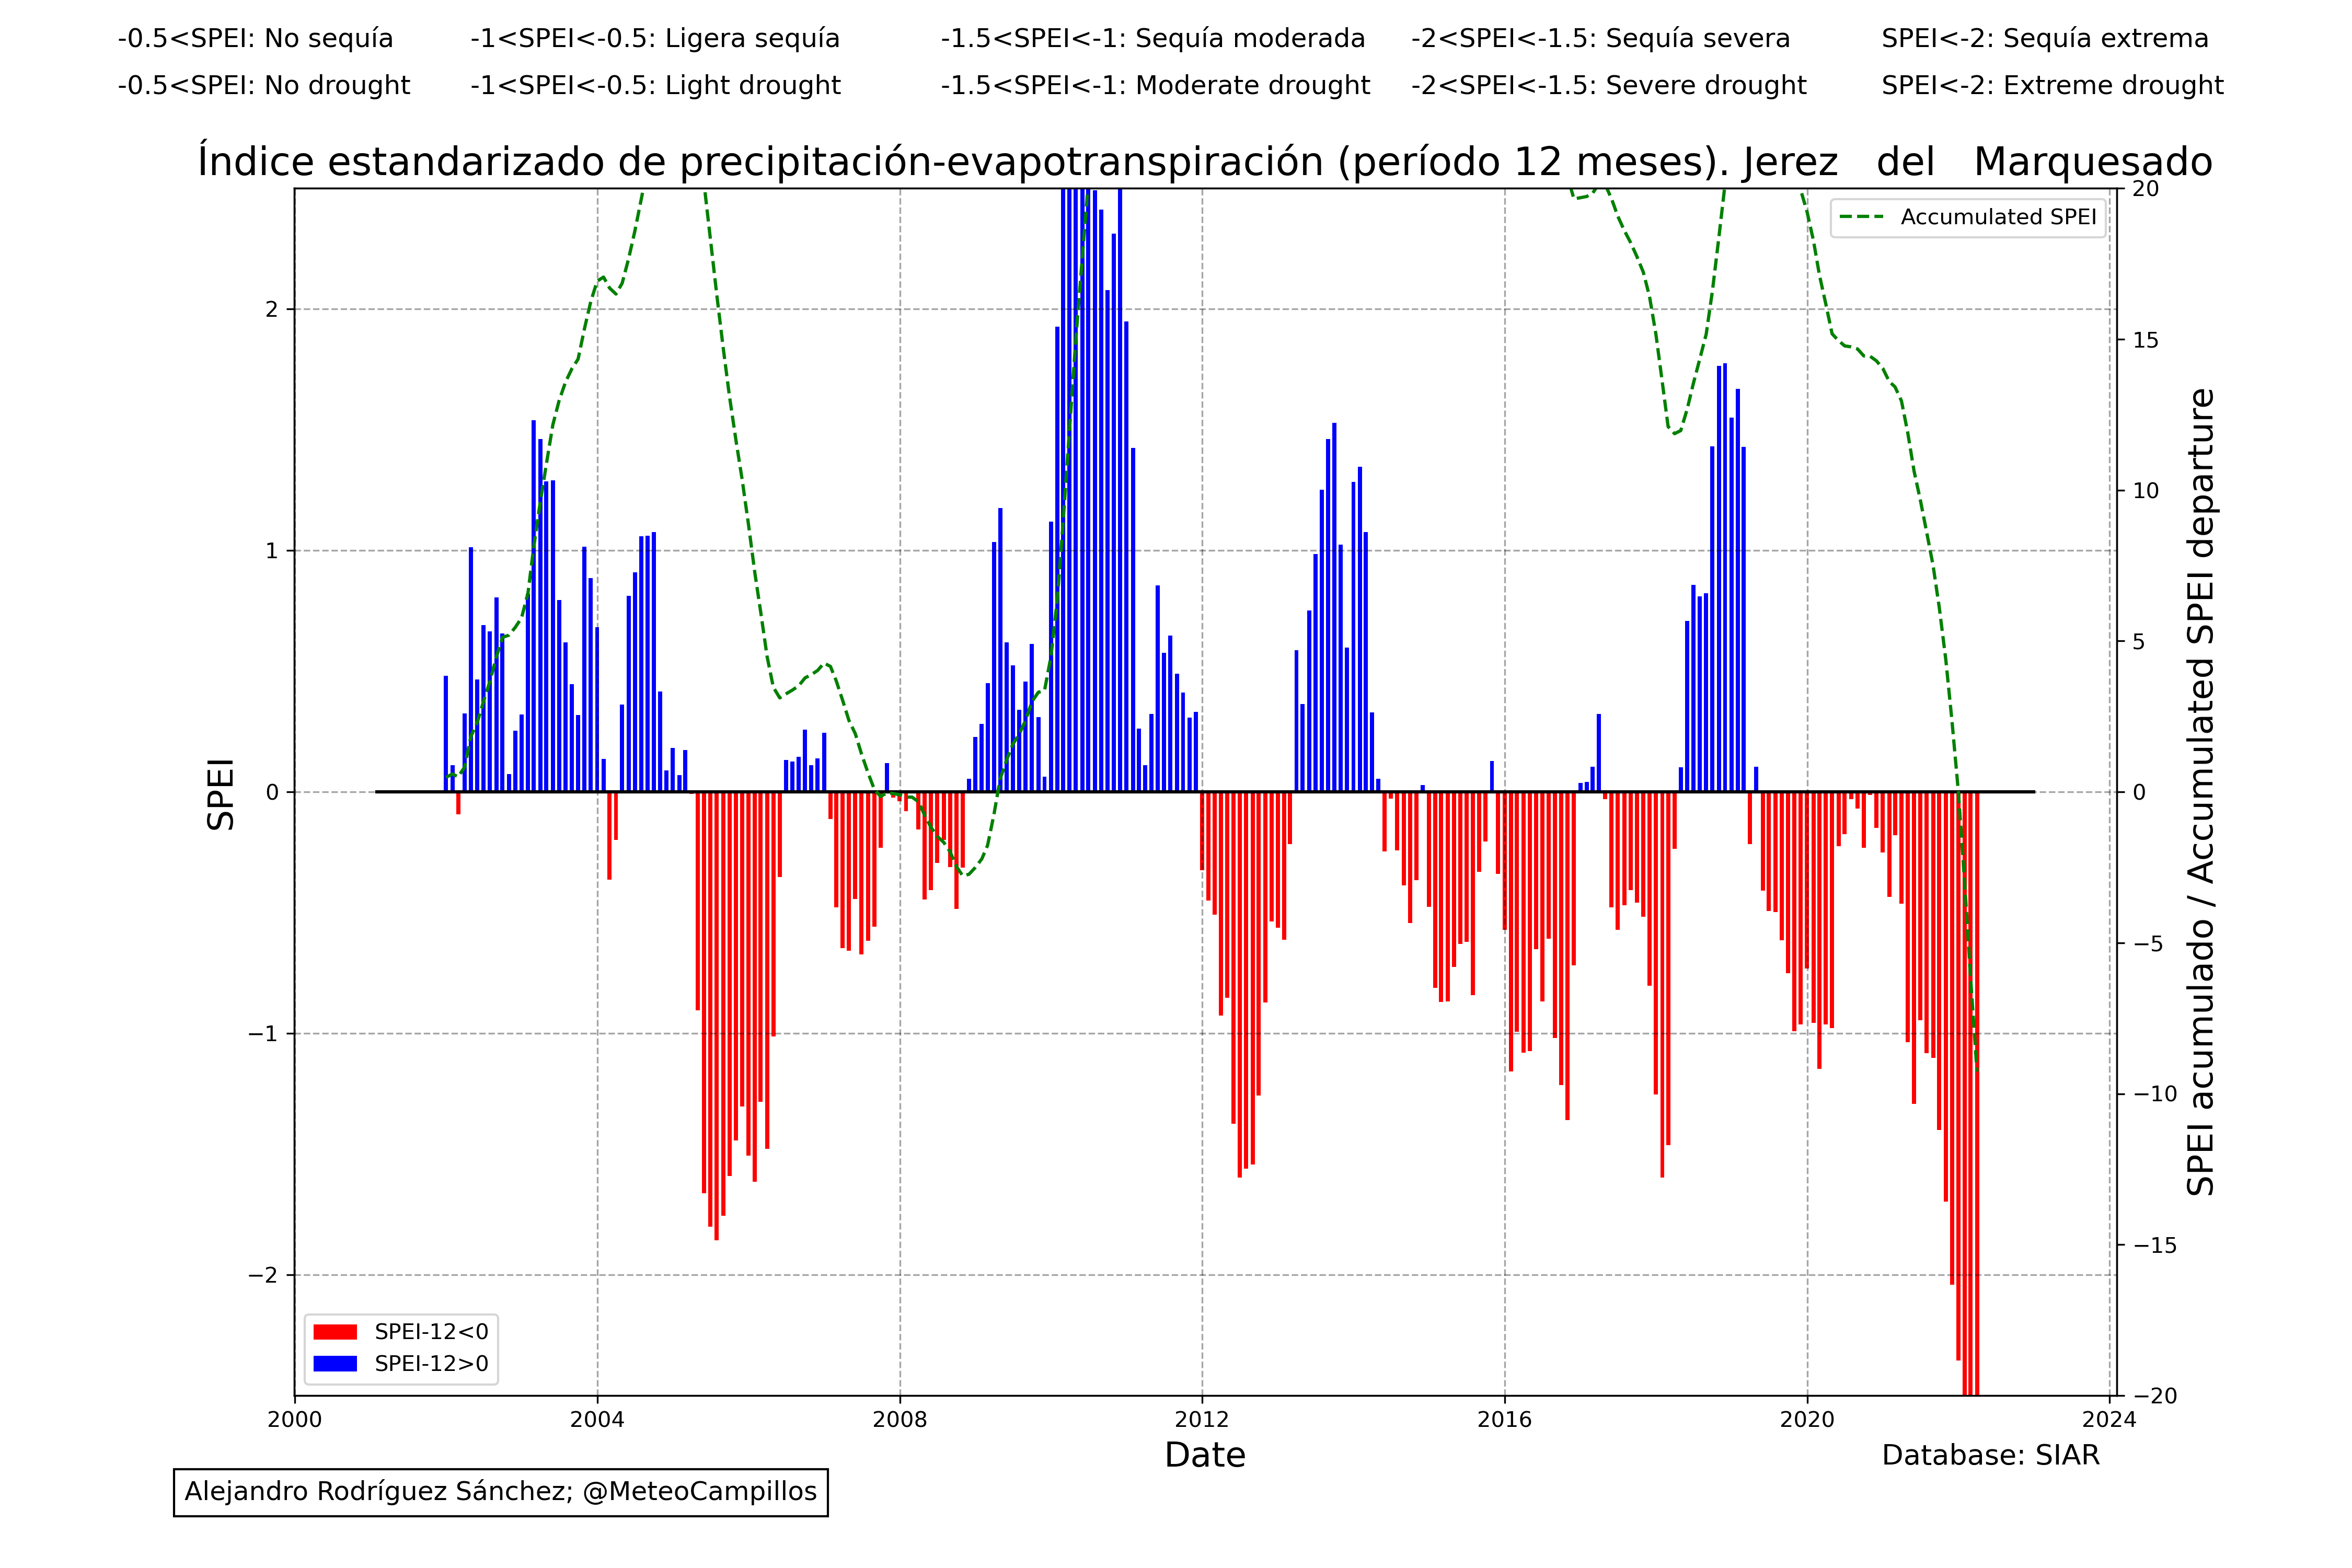 -0.5<SPEI: No sequía -1<SPEI<-0.5: Ligera sequía -1.5<SPEI<-1: Sequía moderada -2<SPEI<-1.5: Sequía severa SPEI<-2: Sequía extrema
-0.5<SPEI: No drought -1<SPEI<-0.5: Light drought -1.5<SPEI<-1: Moderate drought -2<SPEI<-1.5: Severe drought SPEI<-2: Extreme drought
Índice estandarizado de precipitación-evapotranspiración (período 12 meses). Jerez del Marquesado
Accumulated SPEI
SPEI
2
1
0
−1
−2
20
15
10
5
0
−5
−10
−15
−20
SPEI acumulado / Accumulated SPEI departure
SPEI-12<0
SPEI-12>0
2000 2004 2008 2012 2016 2020 2024
Date
Database: SIAR
Alejandro Rodríguez Sánchez; @MeteoCampillos